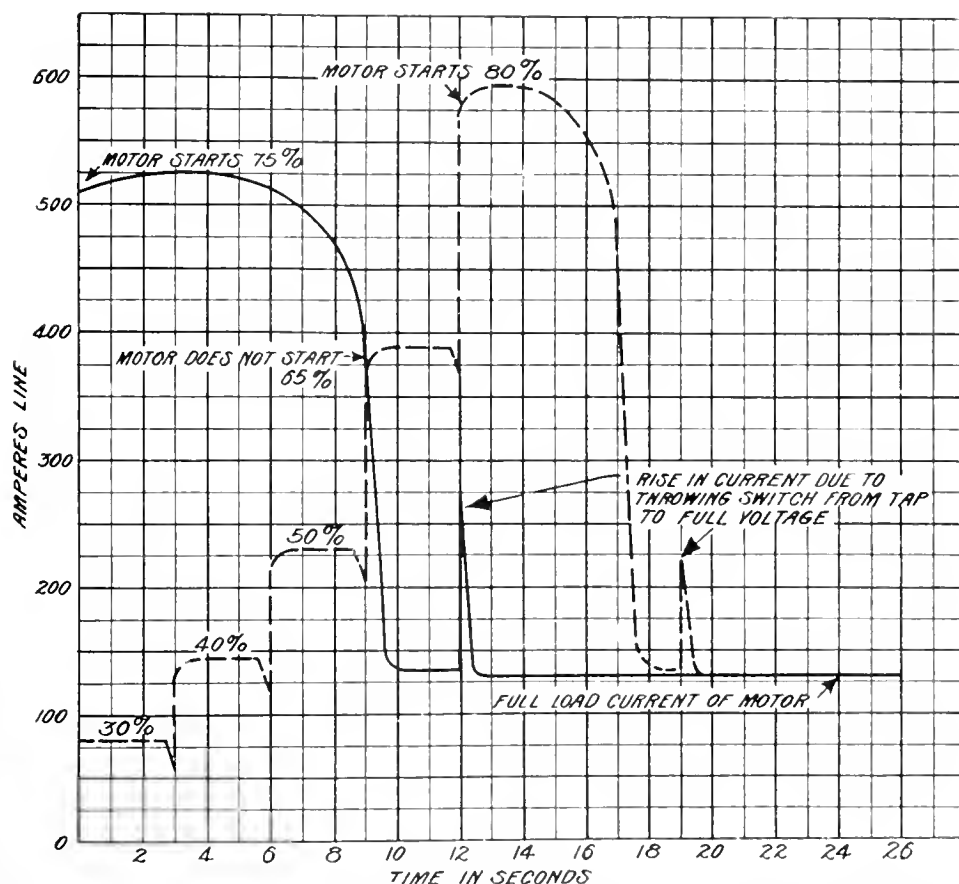 600
MOTOR STARTS 80%
MOTOR STARTS 75%
500
400
MOTOR DOES NOT START
65%
AMPERES LINE
300
RISE IN CURRENT DUE TO
THROWING SWITCH FROM TAP
TO FULL VOLTAGE
50%
200
40%
FULL LOAD CURRENT OF MOTOR
100
30%
0
2 4 6 8 10 12 14 16 18 20 22 24 26
TIME IN SECONDS